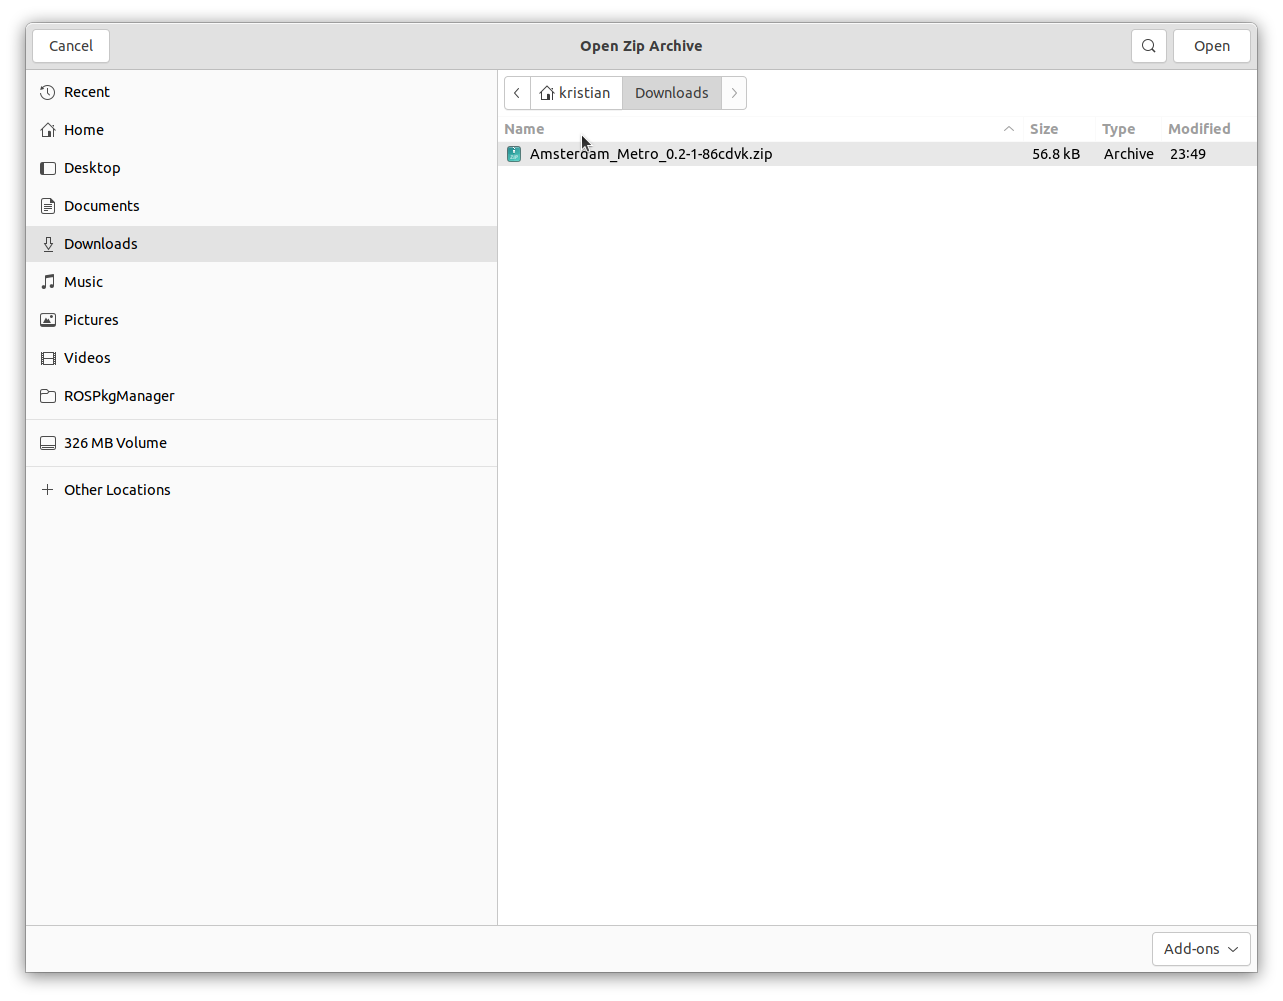 Cancel
Open Zip Archive
Open
Recent
Home
Desktop
Documents
Downloads
Music
Pictures
Videos
ROSPkgManager
326 MB Volume
Other Locations
kristian
Downloads
Name Size Type Modified
Amsterdam_Metro_0.2-1-86cdvk.zip 56.8 kB Archive 23:49
Add-ons